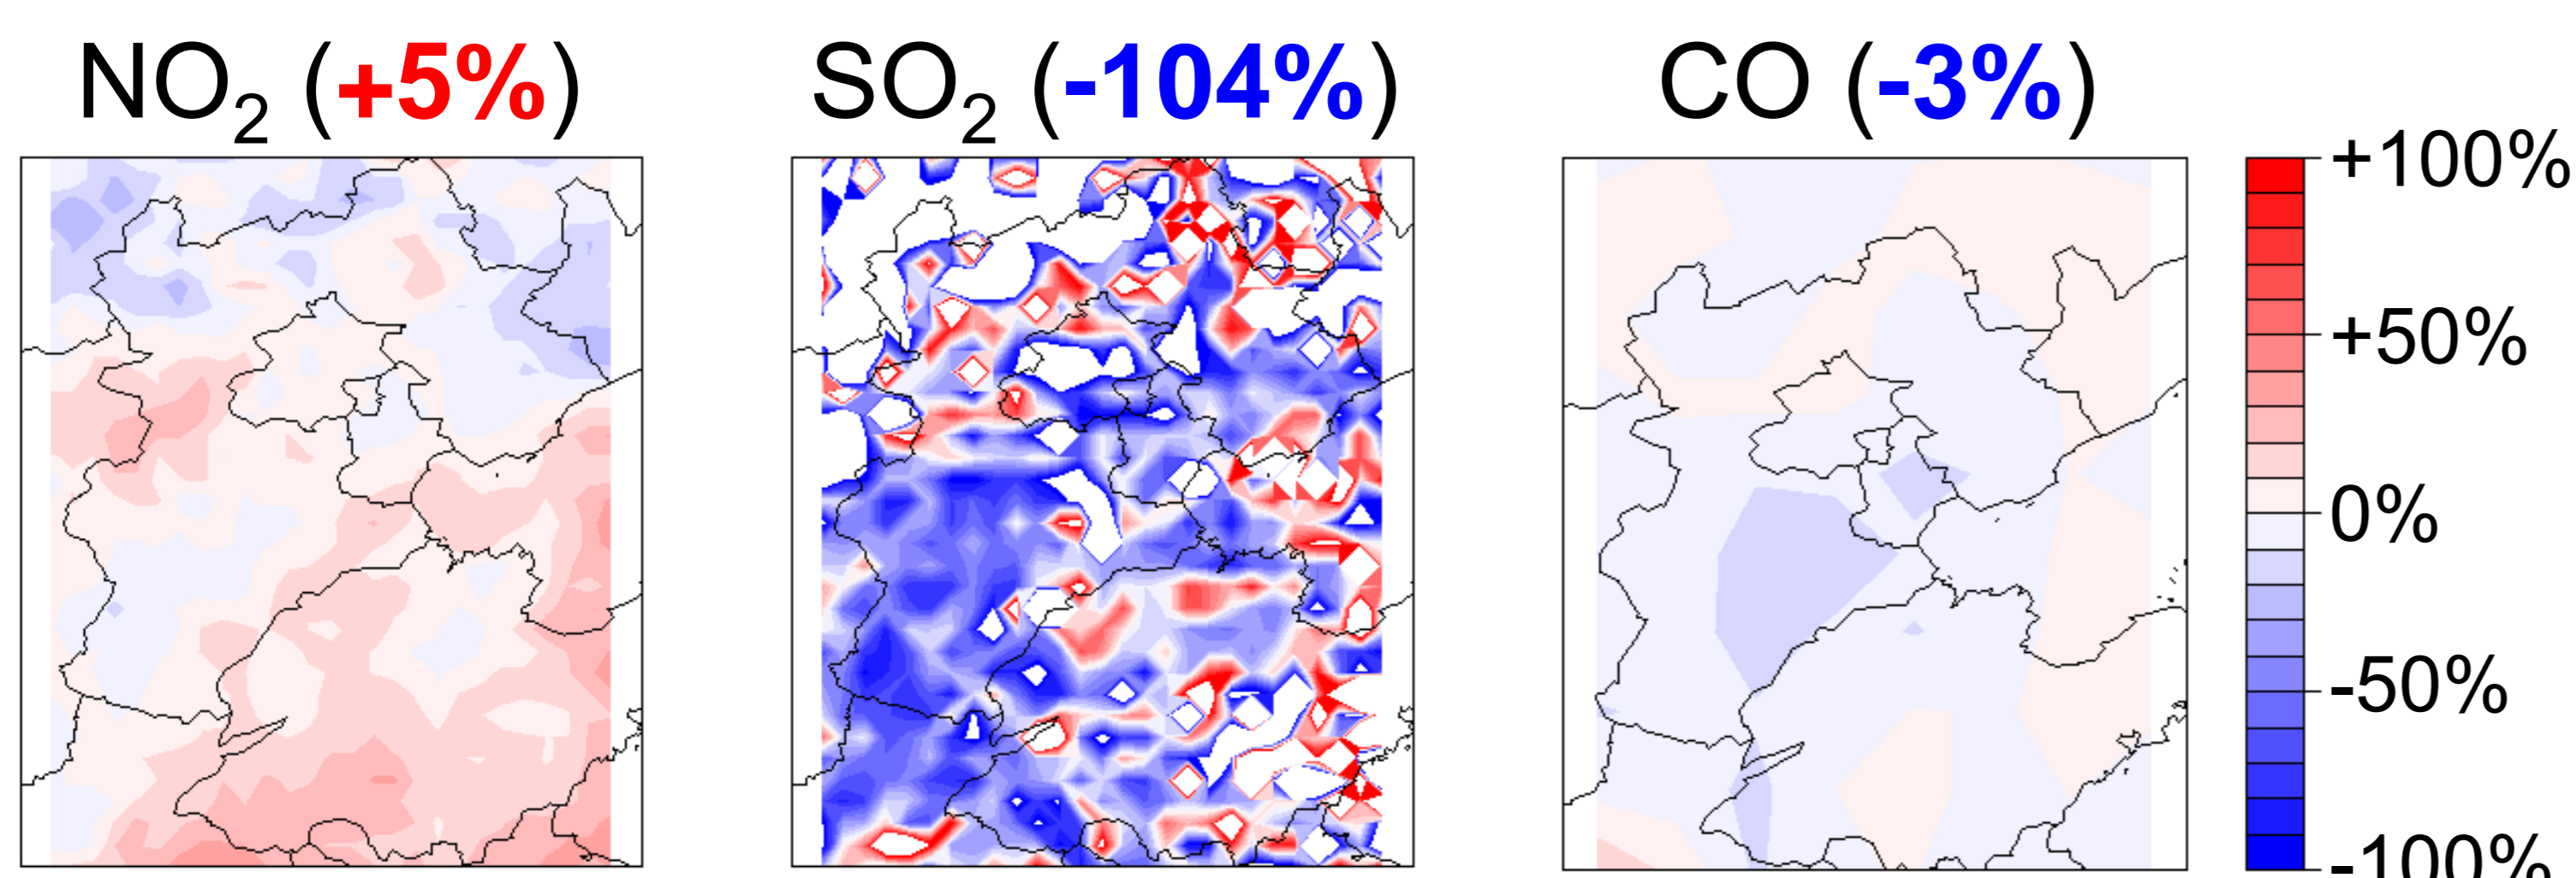 NO₂ (+5%)
SO₂ (-104%)
CO (-3%)
+100%
+50%
0%
-50%
-100%